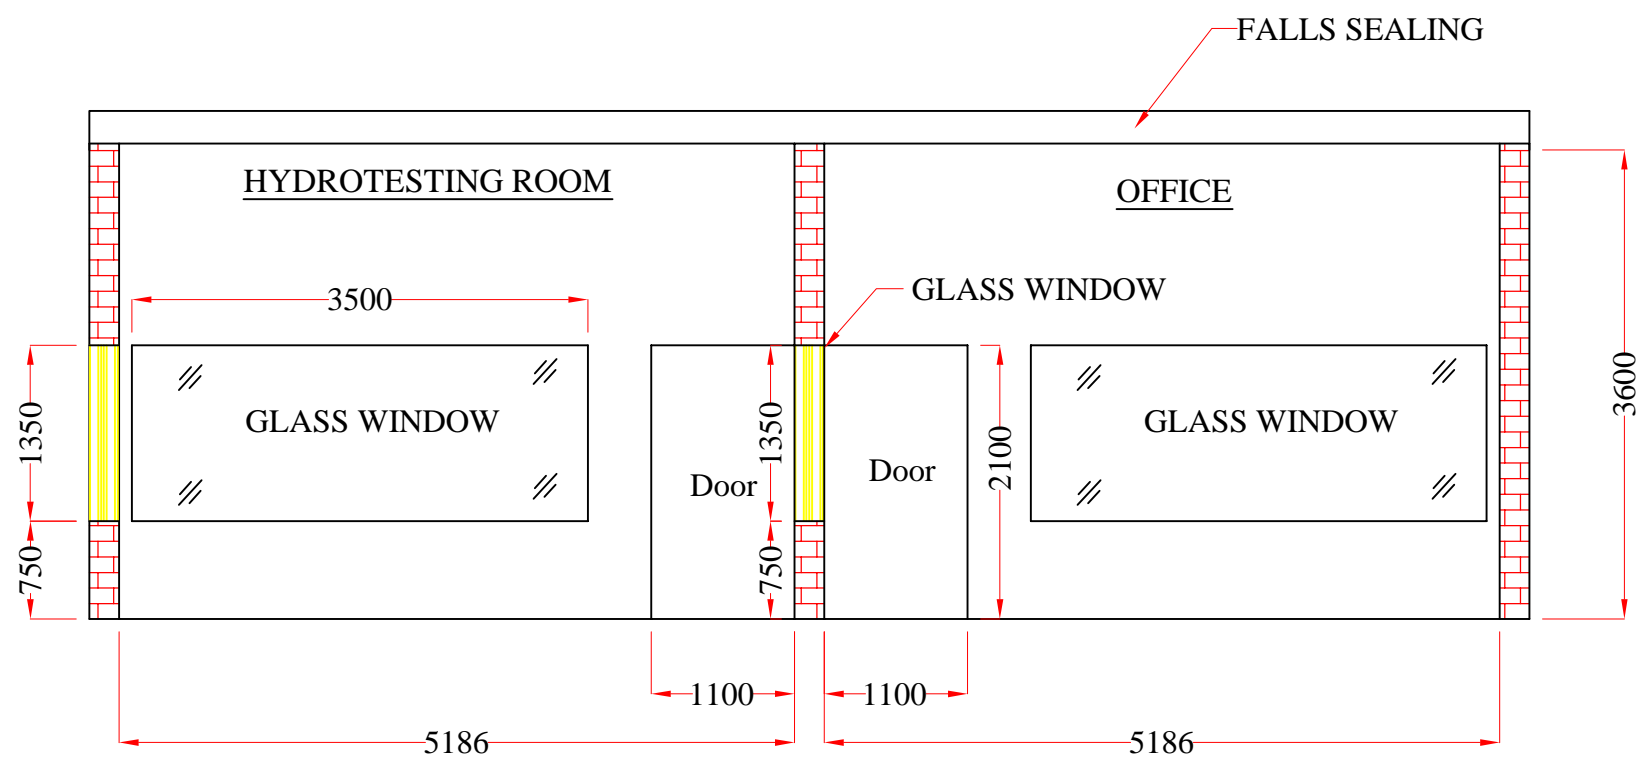 FALLS SEALING
HYDROTESTING ROOM
OFFICE
3500
GLASS WINDOW
3600
1350
GLASS WINDOW
1350
2100
GLASS WINDOW
Door
Door
750
750
1100
1100
5186
5186